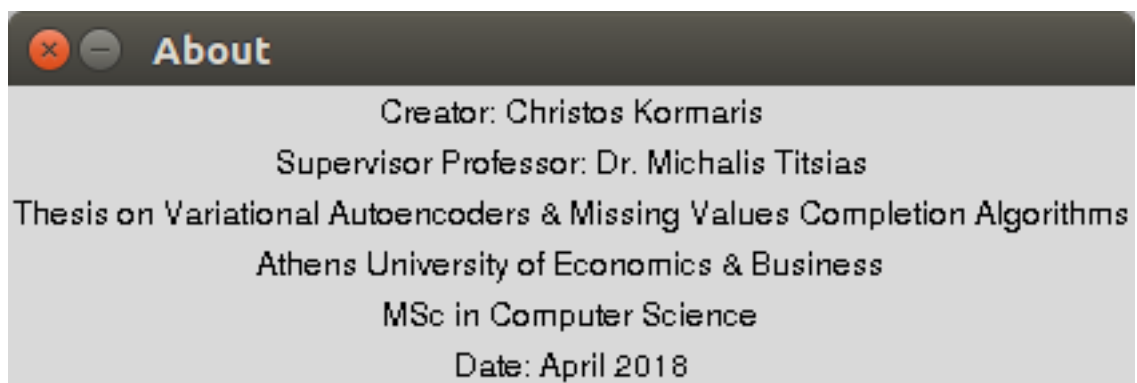 About
Creator: Christos Kormaris
Supervisor Professor: Dr. Michalis Titsias
Thesis on Variational Autoencoders & Missing Values Completion Algorithms
Athens University of Economics & Business
MSc in Computer Science
Date: April 2018